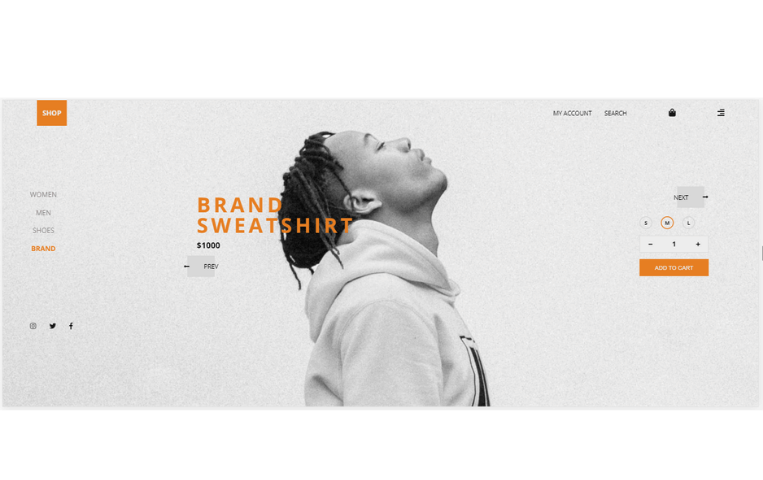 SHOP
MY ACCOUNT
SEARCH
WOMEN
MEN
SHOES
BRAND
BRAND
SWEATSHIRT
$1000
PREV
NEXT
S
M
L
1
ADD TO CART